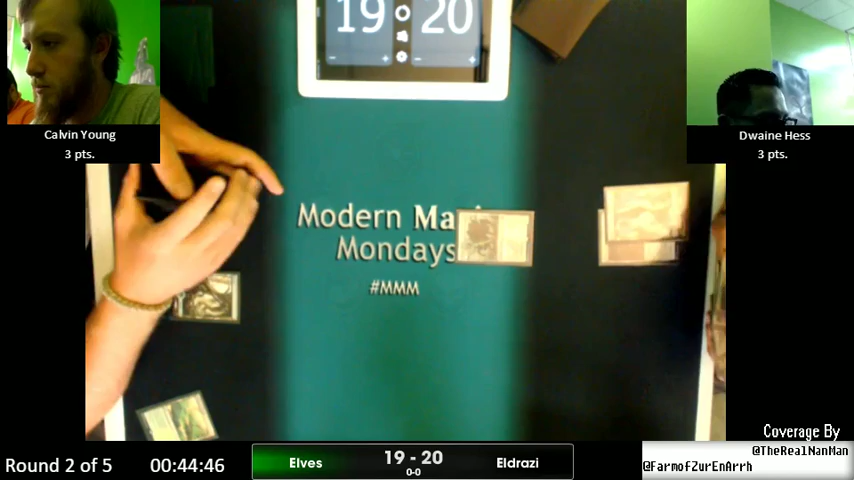 19 20
- + - +
Calvin Young
3 pts.
Dwaine Hess
3 pts.
Modern Ma
Mondays
#MMM
Coverage By
@TheRealNanMan
@FarmofZurEnArrh
Round 2 of 5
00:44:46
Elves
19 - 20
0-0
Eldrazi